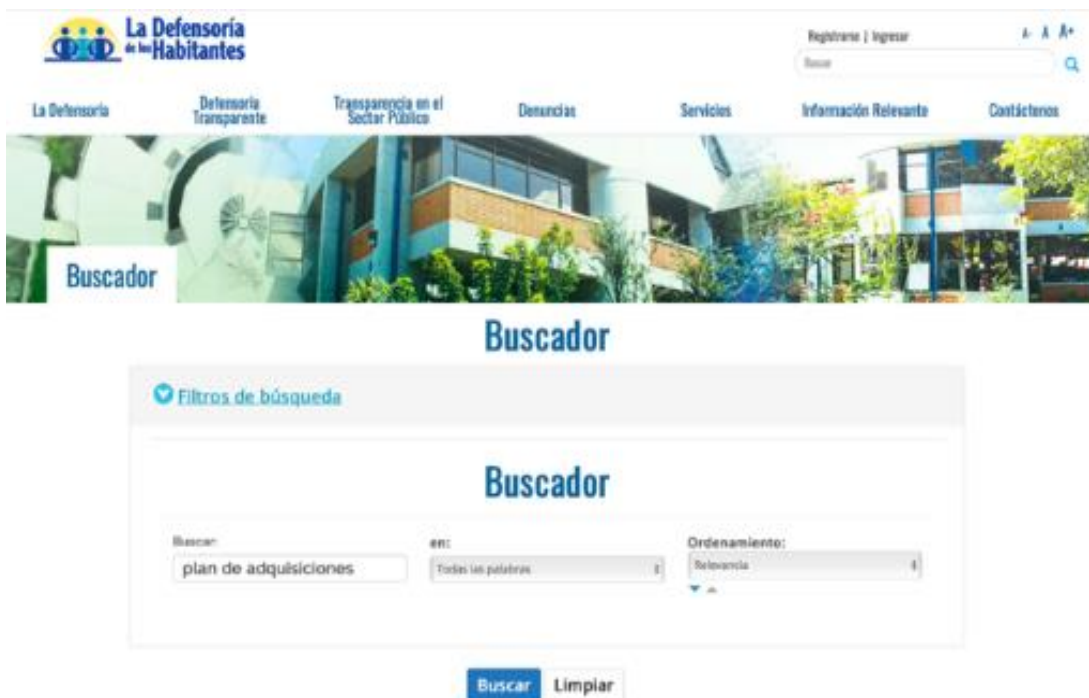 La Defensoría
de los Habitantes
Registrarse | Ingresar
A- A A+
Buscar
La Defensoría
Defensoría Transparente
Transparencia en el Sector Público
Denuncias
Servicios
Información Relevante
Contáctenos
Buscador
Buscador
Filtros de búsqueda
Buscador
Buscar:
en:
Ordenamiento:
plan de adquisiciones
Todas las palabras
Relevancia
Buscar
Limpiar